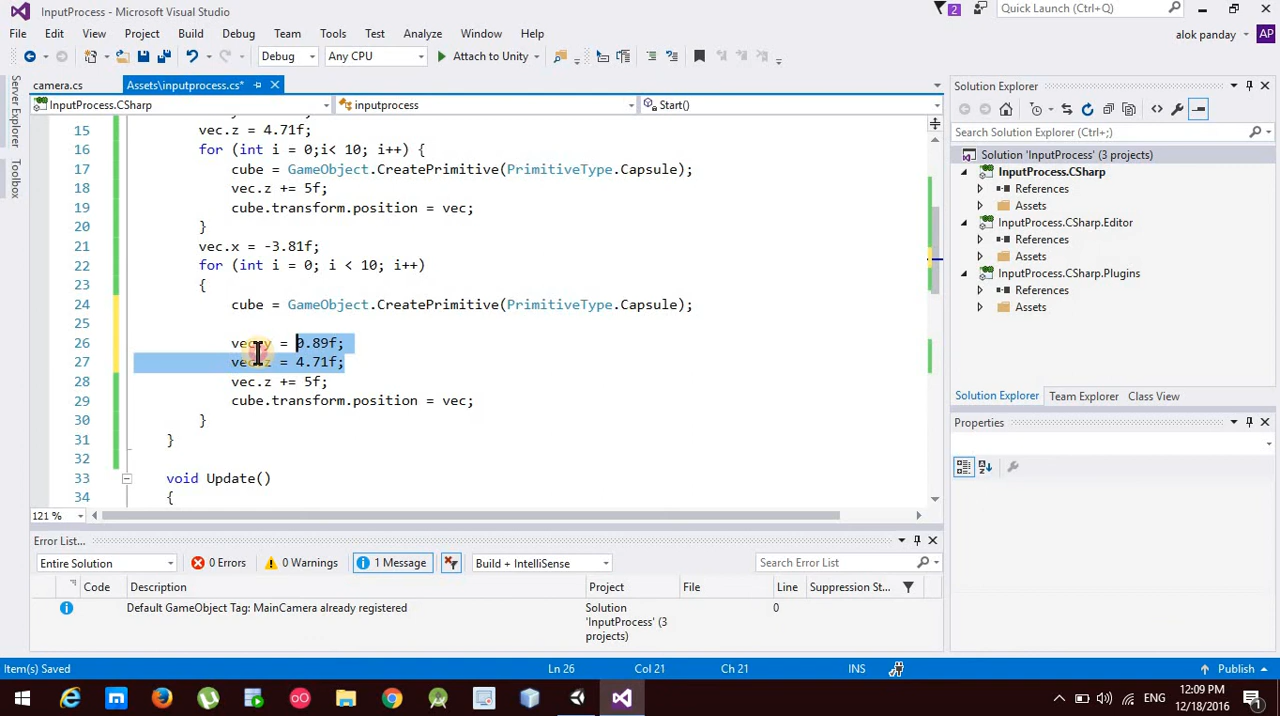 InputProcess - Microsoft Visual Studio
2
Quick Launch (Ctrl+;)
File Edit View Project Build Debug Team Tools Test Analyze Window Help
alok panday AP
Debug Any CPU Attach to Unity
Server Explorer
Toolbox
camera.cs Assets\inputprocess.cs*
InputProcess.CSharp inputprocess Start()
15 vec.z = 4.71f;
16 for (int i = 0;i< 10; i++) {
17 cube = GameObject.CreatePrimitive(PrimitiveType.Capsule);
18 vec.z += 5f;
19 cube.transform.position = vec;
20 }
21 vec.x = -3.81f;
22 for (int i = 0; i < 10; i++)
23 {
24 cube = GameObject.CreatePrimitive(PrimitiveType.Capsule);
25
26 vec.y = 0.89f;
27 vec.z = 4.71f;
28 vec.z += 5f;
29 cube.transform.position = vec;
30 }
31 }
32
33 void Update()
34 {
121 %
Solution Explorer
Search Solution Explorer (Ctrl+;)
Solution 'InputProcess' (3 projects)
InputProcess.CSharp
References
Assets
InputProcess.CSharp.Editor
References
Assets
InputProcess.CSharp.Plugins
References
Assets
Solution Explorer Team Explorer Class View
Properties
Error List...
Entire Solution 0 Errors 0 Warnings 1 Message Build + IntelliSense Search Error List
Code Description Project File Line Suppression St...
Default GameObject Tag: MainCamera already registered Solution 0
'InputProcess' (3
projects)
Item(s) Saved Ln 26 Col 21 Ch 21 INS Publish
ENG 12:09 PM
12/18/2016
1